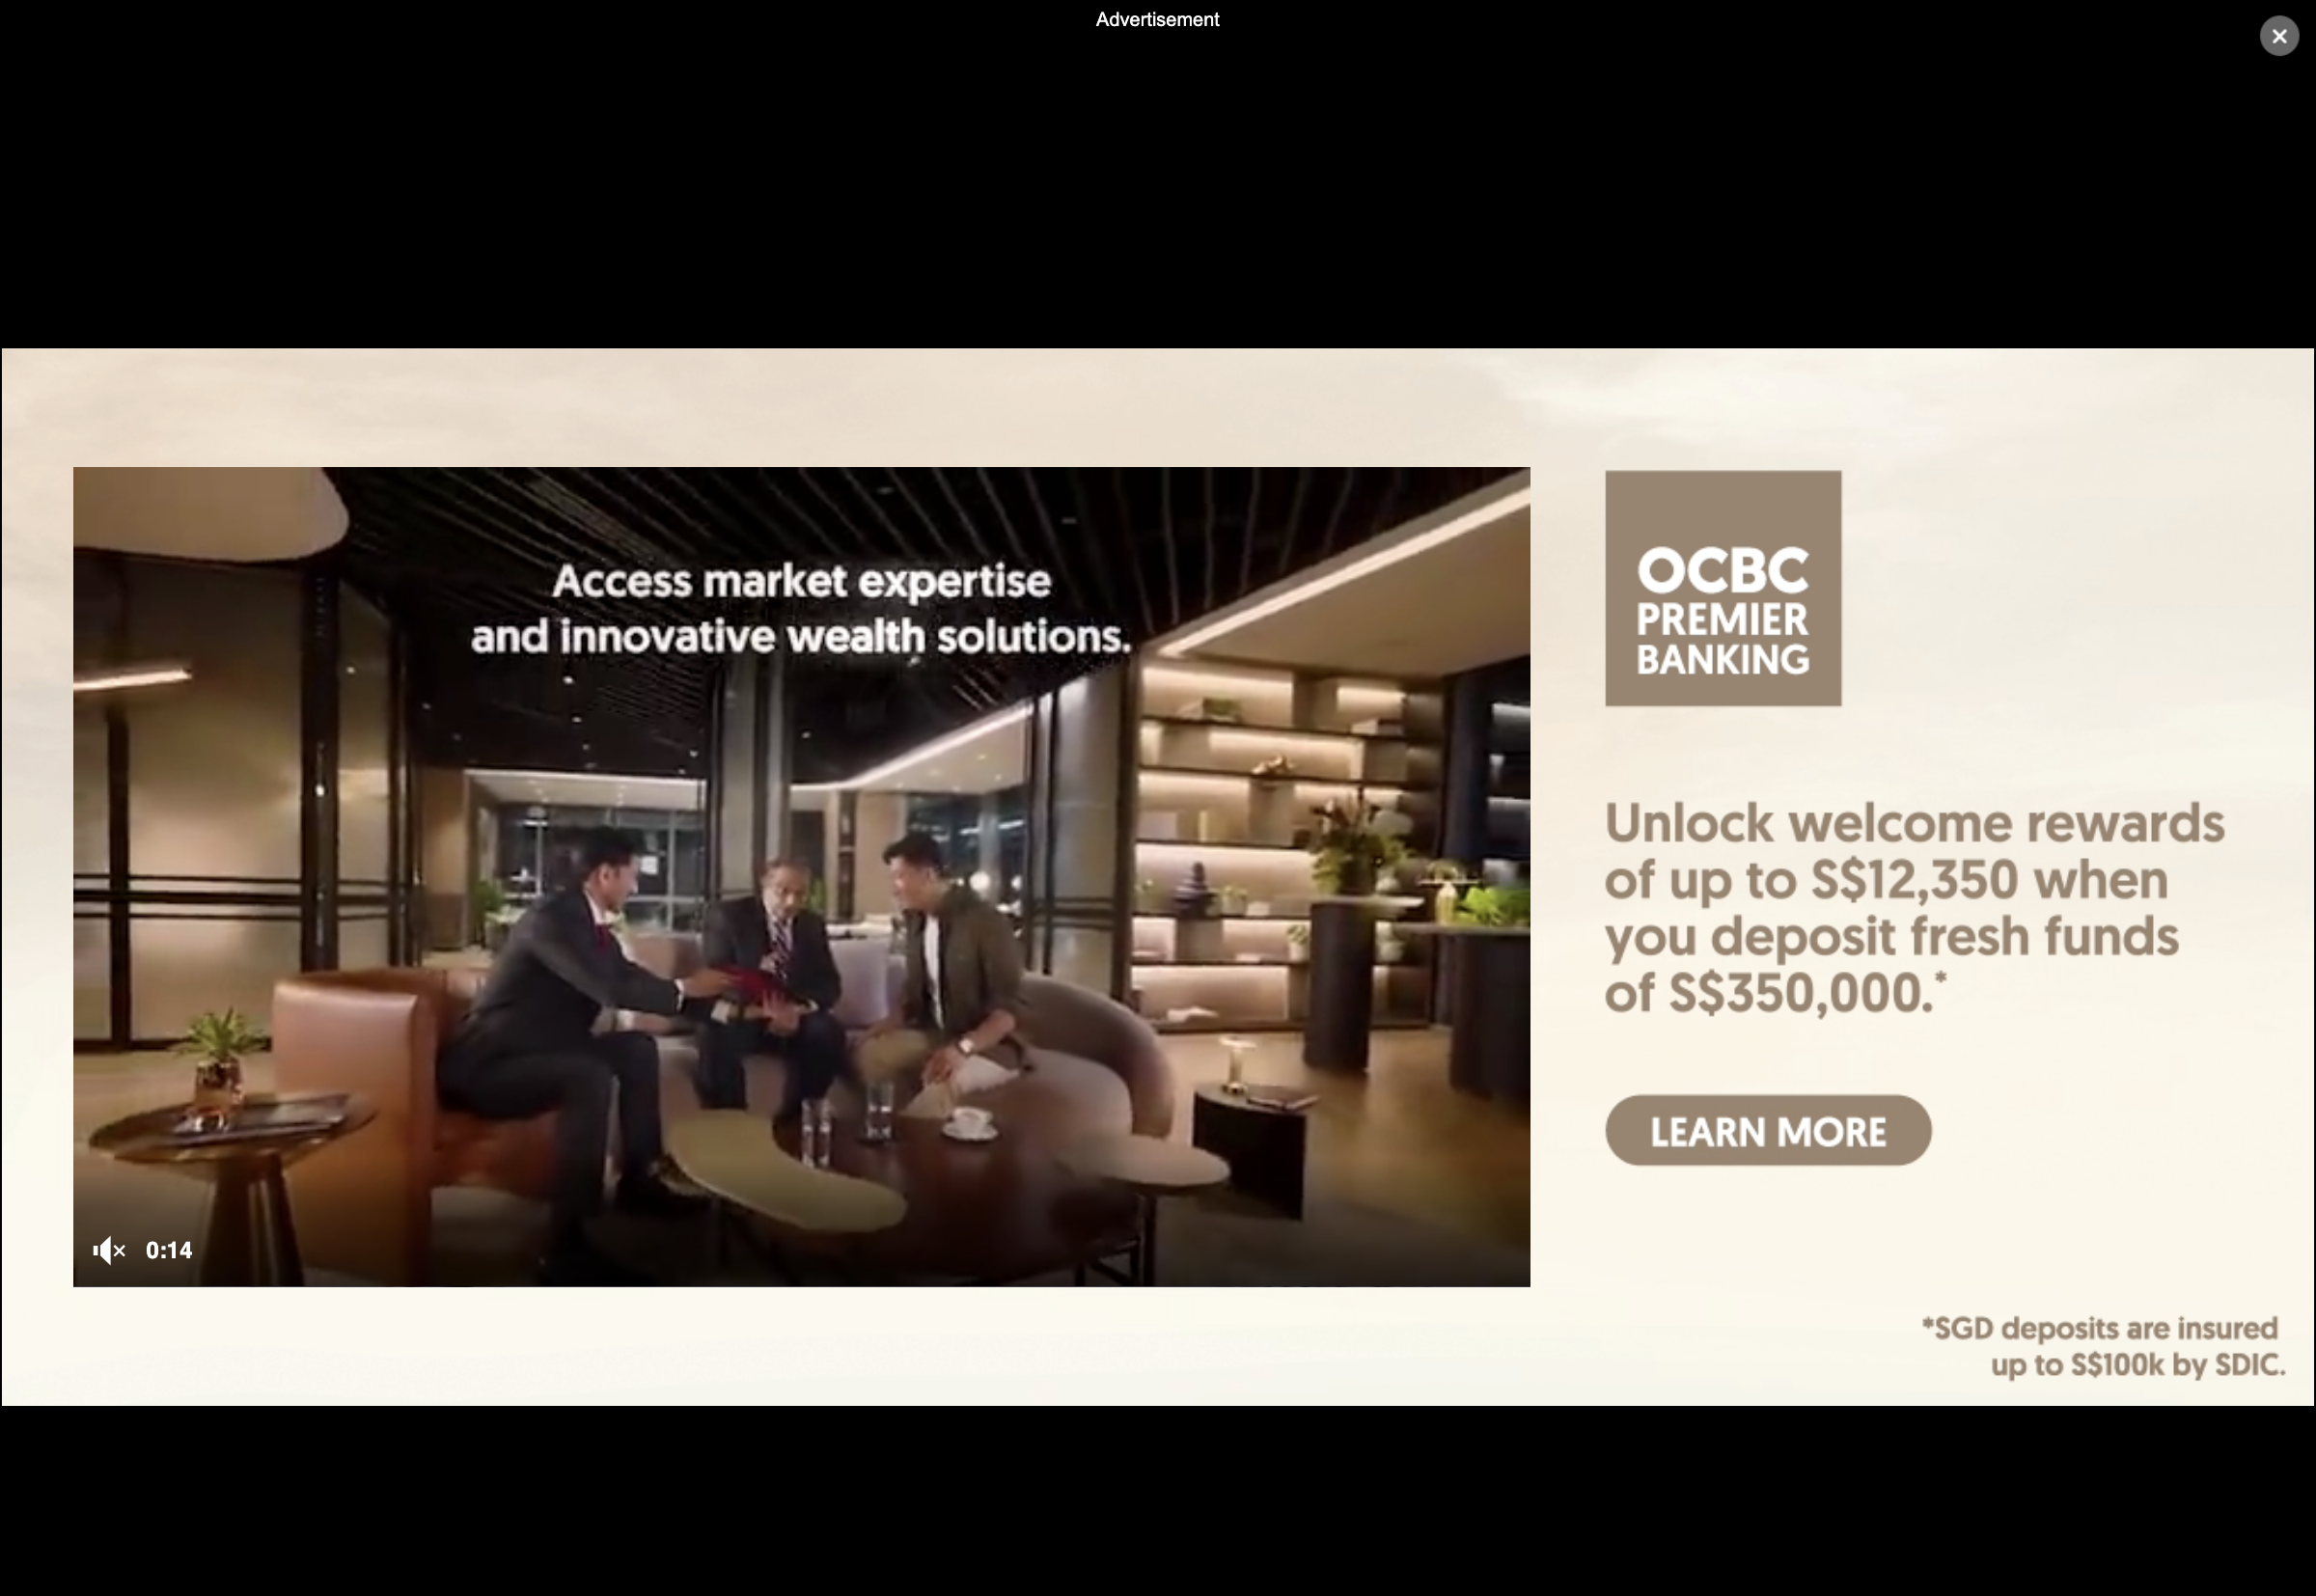 Advertisement
Access market expertise
and innovative wealth solutions.
0:14
OCBC
PREMIER
BANKING
Unlock welcome rewards
of up to S$12,350 when
you deposit fresh funds
of S$350,000.*
LEARN MORE
*SGD deposits are insured
up to S$100k by SDIC.